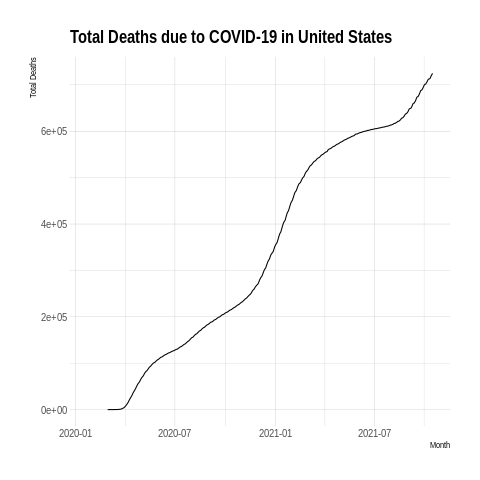 Total Deaths due to COVID-19 in United States
Total Deaths
6e+05
4e+05
2e+05
0e+00
2020-01 2020-07 2021-01 2021-07
Month